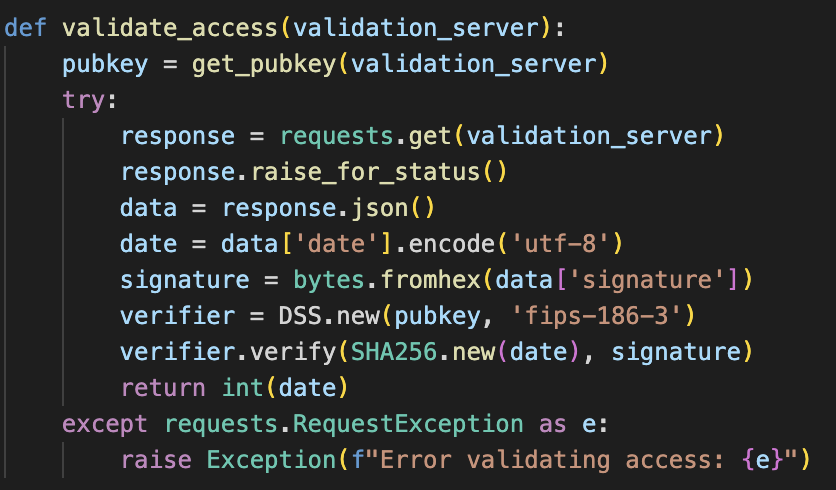 def validate_access(validation_server):
    pubkey = get_pubkey(validation_server)
    try:
        response = requests.get(validation_server)
        response.raise_for_status()
        data = response.json()
        date = data['date'].encode('utf-8')
        signature = bytes.fromhex(data['signature'])
        verifier = DSS.new(pubkey, 'fips-186-3')
        verifier.verify(SHA256.new(date), signature)
        return int(date)
    except requests.RequestException as e:
        raise Exception(f"Error validating access: {e}")